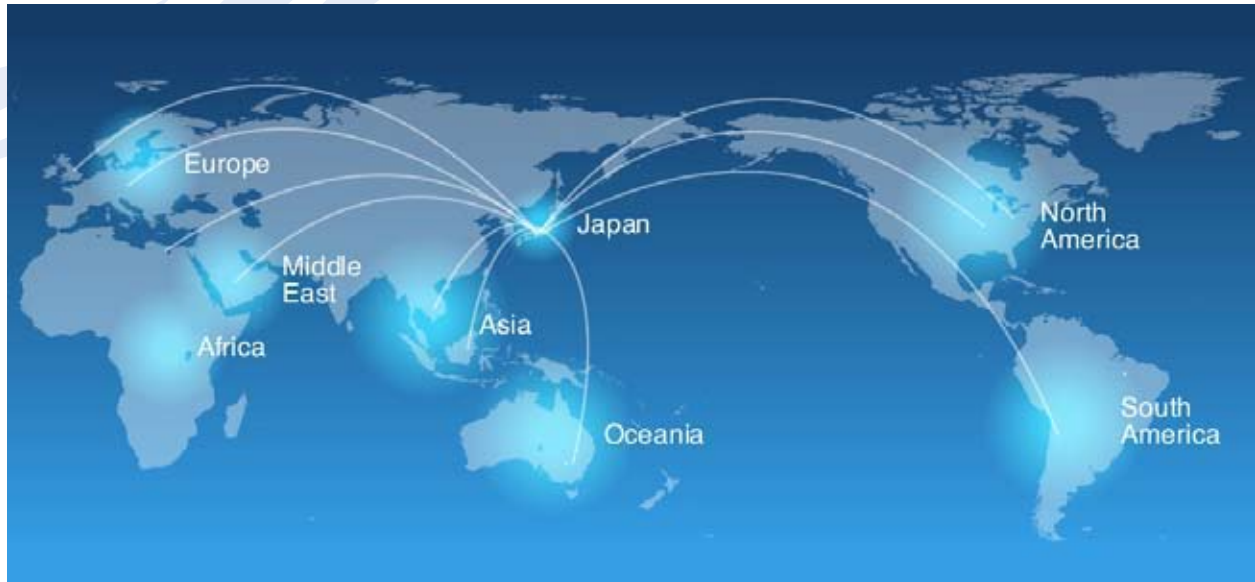 Europe
Japan
North
America
Middle
East
Asia
Africa
Oceania
South
America